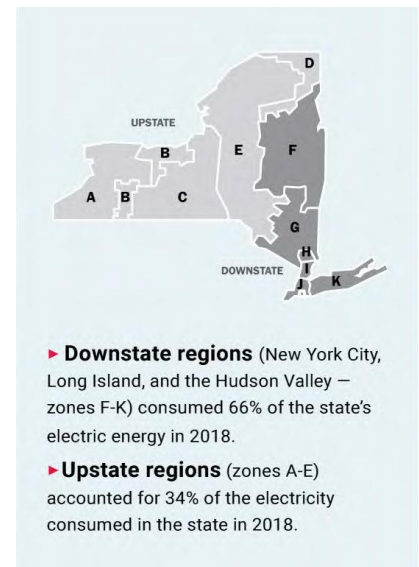 D
UPSTATE
B
E
F
A
B
C
G
H
DOWNSTATE
I
J
K
► Downstate regions (New York City,
Long Island, and the Hudson Valley —
zones F-K) consumed 66% of the state's
electric energy in 2018.
► Upstate regions (zones A-E)
accounted for 34% of the electricity
consumed in the state in 2018.